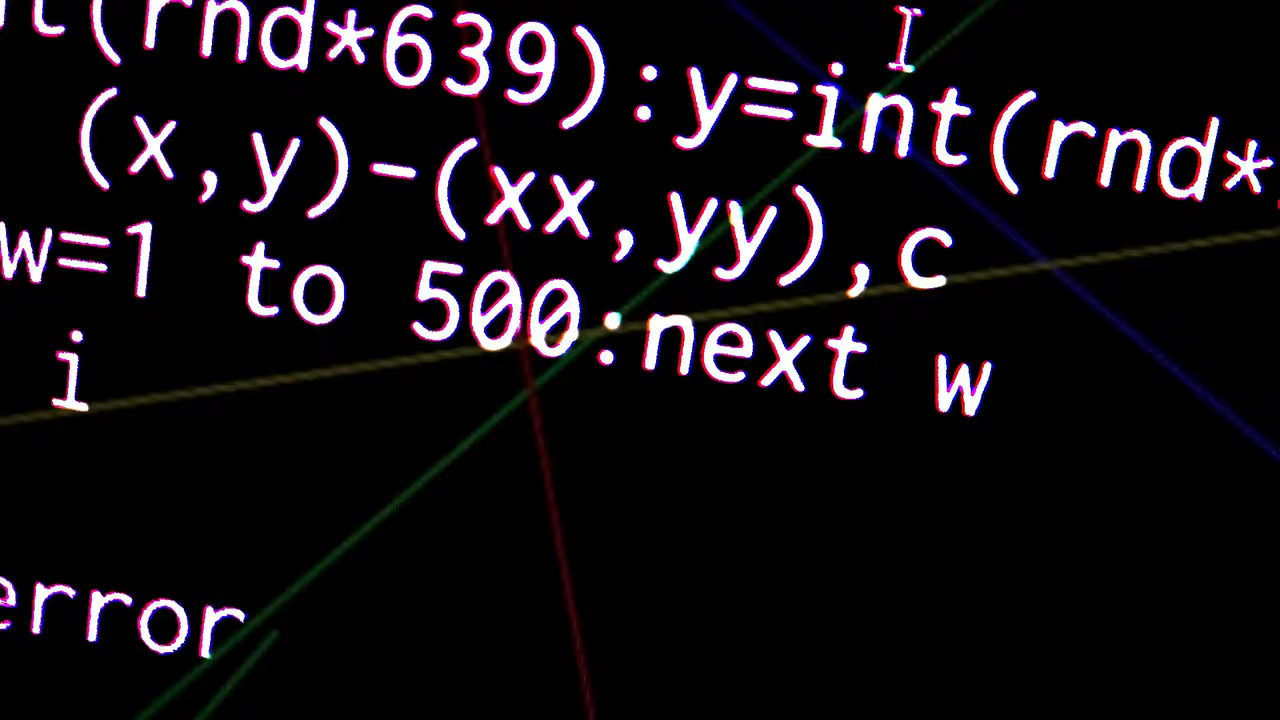 nt(rnd*639):y=int(rnd*
(x,y)-(xx,yy),c
w=1 to 500:next w
i
error